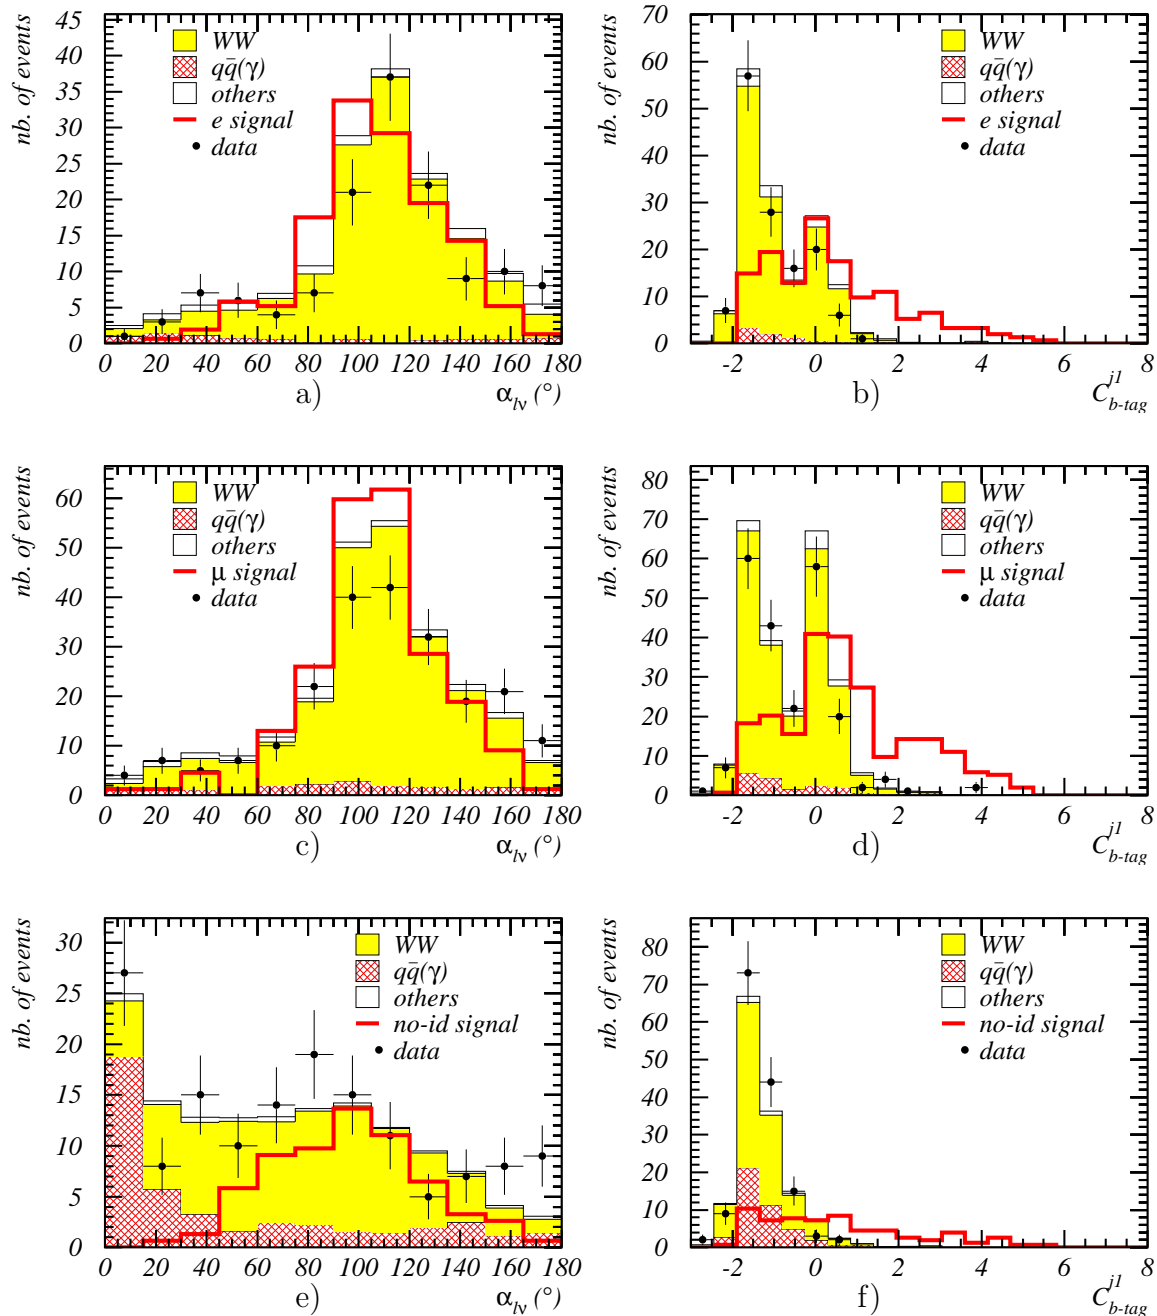 nb. of events
45
40
35
30
25
20
15
10
5
0
WW
qq̄(γ)
others
e signal
data
0 20 40 60 80 100 120 140 160 180
α_lν (°)
a)
nb. of events
70
60
50
40
30
20
10
0
WW
qq̄(γ)
others
e signal
data
-2 0 2 4 6 8
C^j1_b-tag
b)
nb. of events
60
50
40
30
20
10
0
WW
qq̄(γ)
others
μ signal
data
0 20 40 60 80 100 120 140 160 180
α_lν (°)
c)
nb. of events
80
70
60
50
40
30
20
10
0
WW
qq̄(γ)
others
μ signal
data
-2 0 2 4 6 8
C^j1_b-tag
d)
nb. of events
30
25
20
15
10
5
0
WW
qq̄(γ)
others
no-id signal
data
0 20 40 60 80 100 120 140 160 180
α_lν (°)
e)
nb. of events
80
70
60
50
40
30
20
10
0
WW
qq̄(γ)
others
no-id signal
data
-2 0 2 4 6 8
C^j1_b-tag
f)